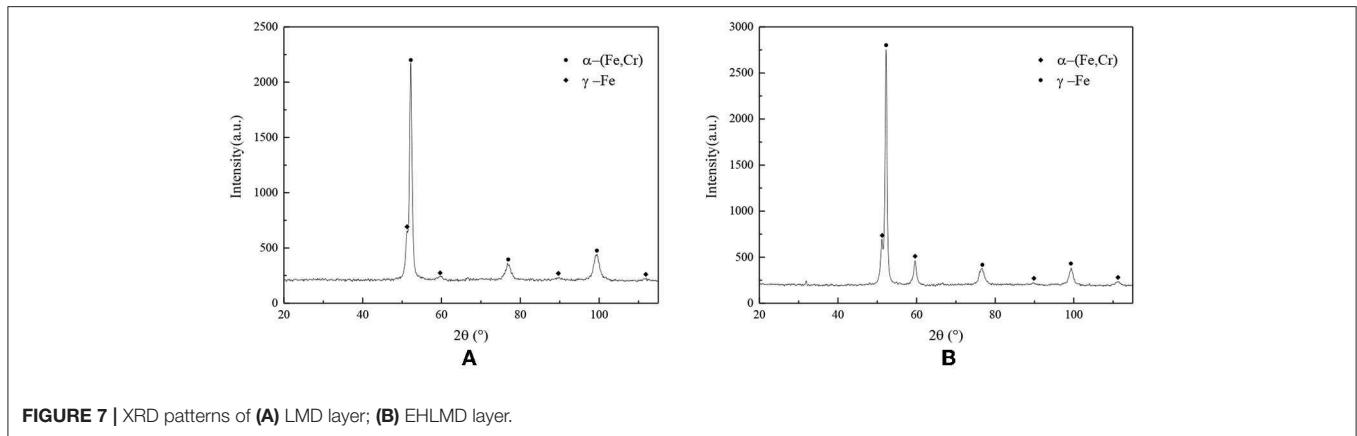 2500
2000
1500
1000
500
0
Intensity(a.u.)
● α–(Fe,Cr)
◆ γ –Fe
20 40 60 80 100
2θ (°)
A
3000
2500
2000
1500
1000
500
0
Intensity(a.u.)
◆ α–(Fe,Cr)
● γ –Fe
20 40 60 80 100
2θ (°)
B
FIGURE 7 | XRD patterns of (A) LMD layer; (B) EHLMD layer.